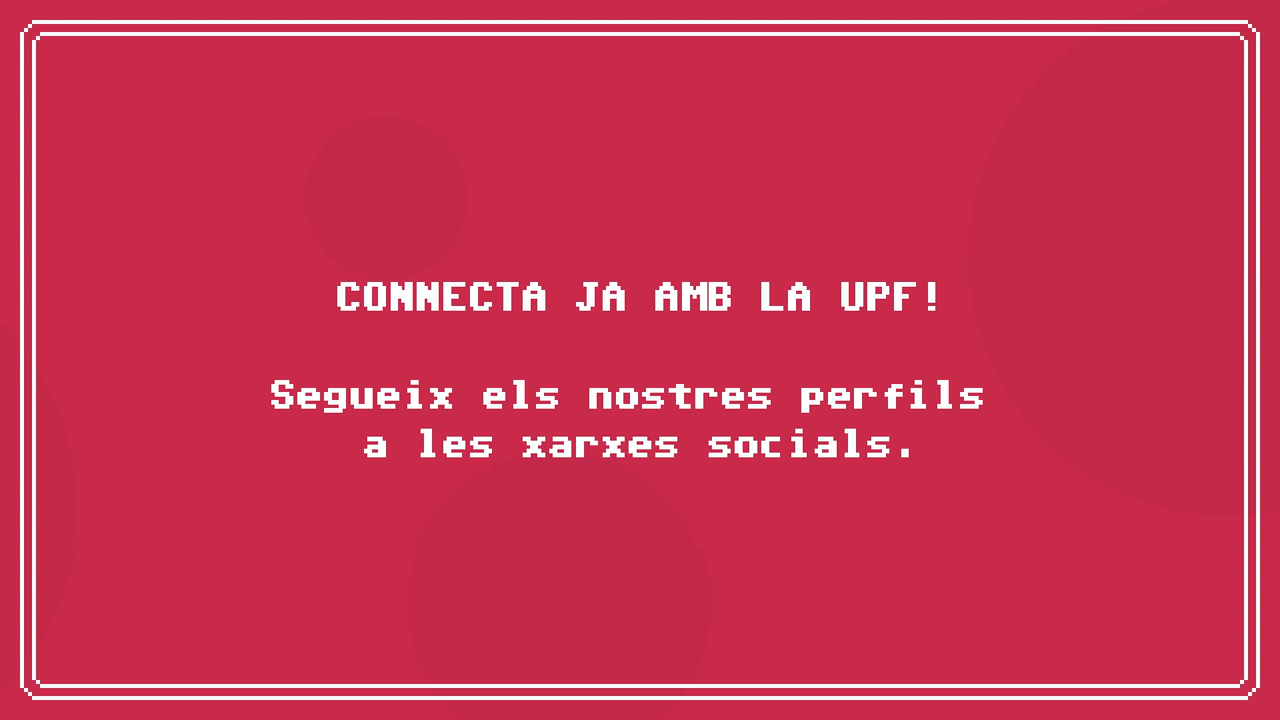 CONNECTA JA AMB LA UPF!
Segueix els nostres perfils
a les xarxes socials.